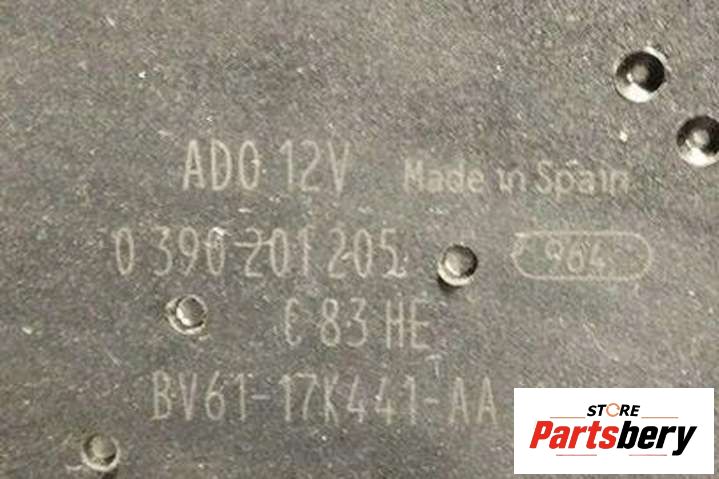 ADO 12V Made in Spain
0 390 201 205 964
C 83 HE
BV61-17K441-AA
STORE
Partsbery